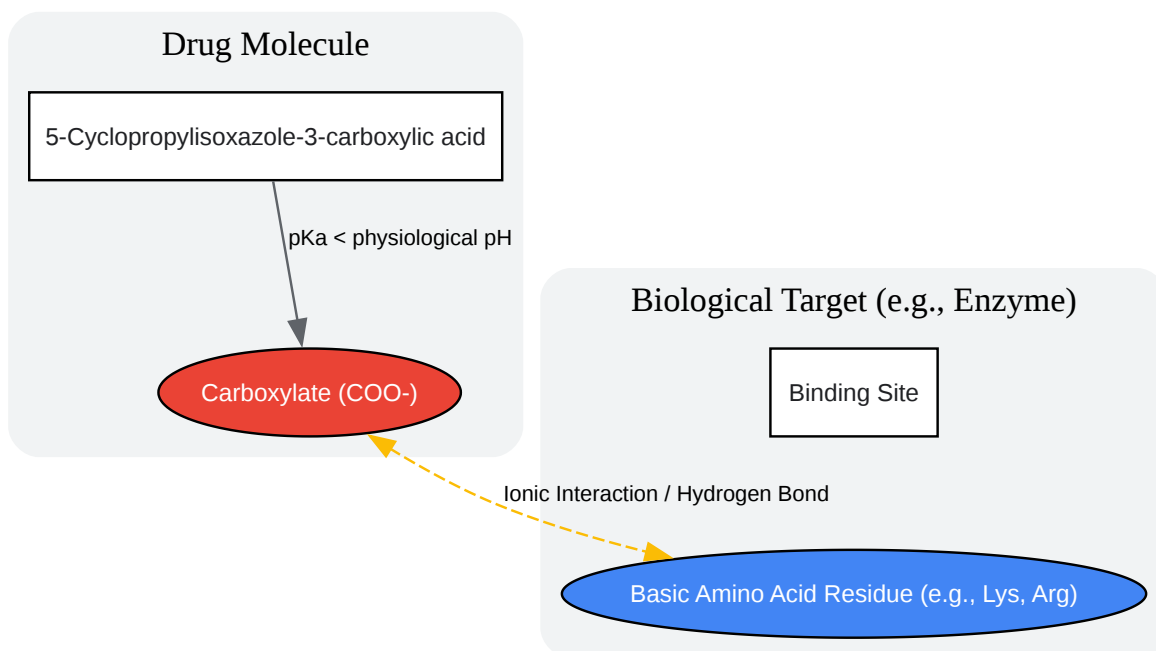 Drug Molecule
5-Cyclopropylisoxazole-3-carboxylic acid
pKa < physiological pH
Carboxylate (COO-)
Biological Target (e.g., Enzyme)
Binding Site
Ionic Interaction / Hydrogen Bond
Basic Amino Acid Residue (e.g., Lys, Arg)